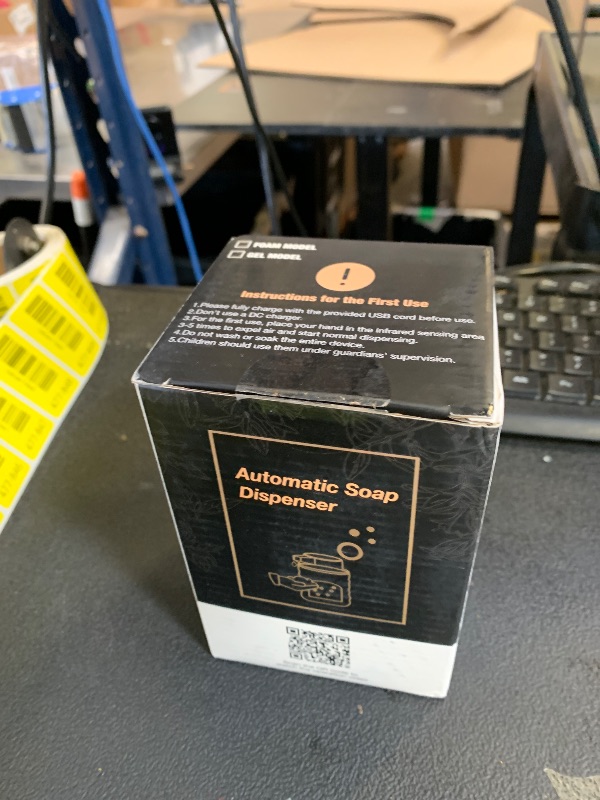 FOAM MODEL
GEL MODEL
!
Instructions for the First Use
1.Please fully charge with the provided USB cord before use.
2.Don't use a DC charger.
3.For the first use, place your hand in the infrared sensing area
3-5 times to expel air and start normal dispensing.
4.Do not wash or soak the entire device.
5.Children should use them under guardians' supervision.
Automatic Soap
Dispenser